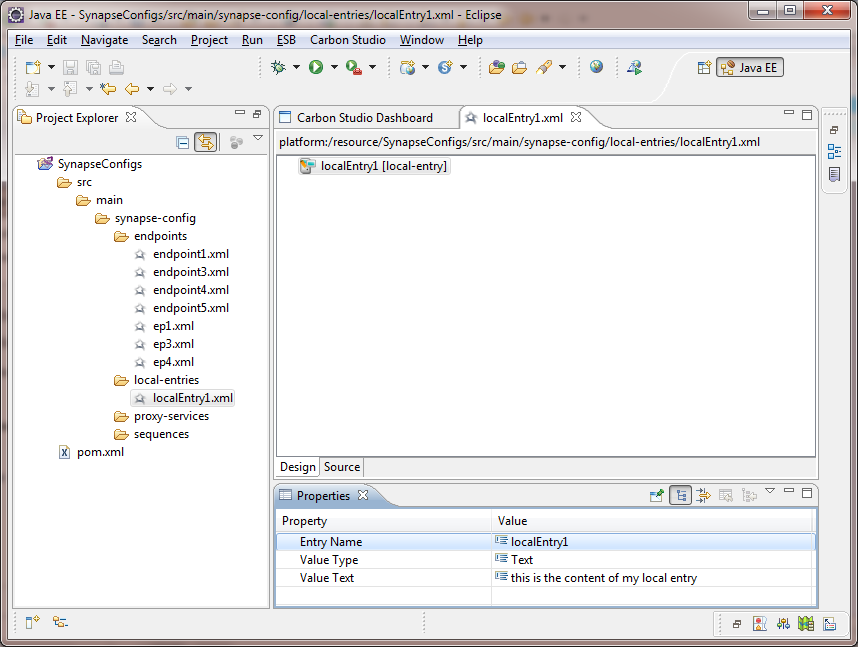 Java EE - SynapseConfigs/src/main/synapse-config/local-entries/localEntry1.xml - Eclipse
File Edit Navigate Search Project Run ESB Carbon Studio Window Help
Java EE
Project Explorer
SynapseConfigs
src
main
synapse-config
endpoints
endpoint1.xml
endpoint3.xml
endpoint4.xml
endpoint5.xml
ep1.xml
ep3.xml
ep4.xml
local-entries
localEntry1.xml
proxy-services
sequences
pom.xml
Carbon Studio Dashboard localEntry1.xml
platform:/resource/SynapseConfigs/src/main/synapse-config/local-entries/localEntry1.xml
localEntry1 [local-entry]
Design Source
Properties
Property Value
Entry Name localEntry1
Value Type Text
Value Text this is the content of my local entry